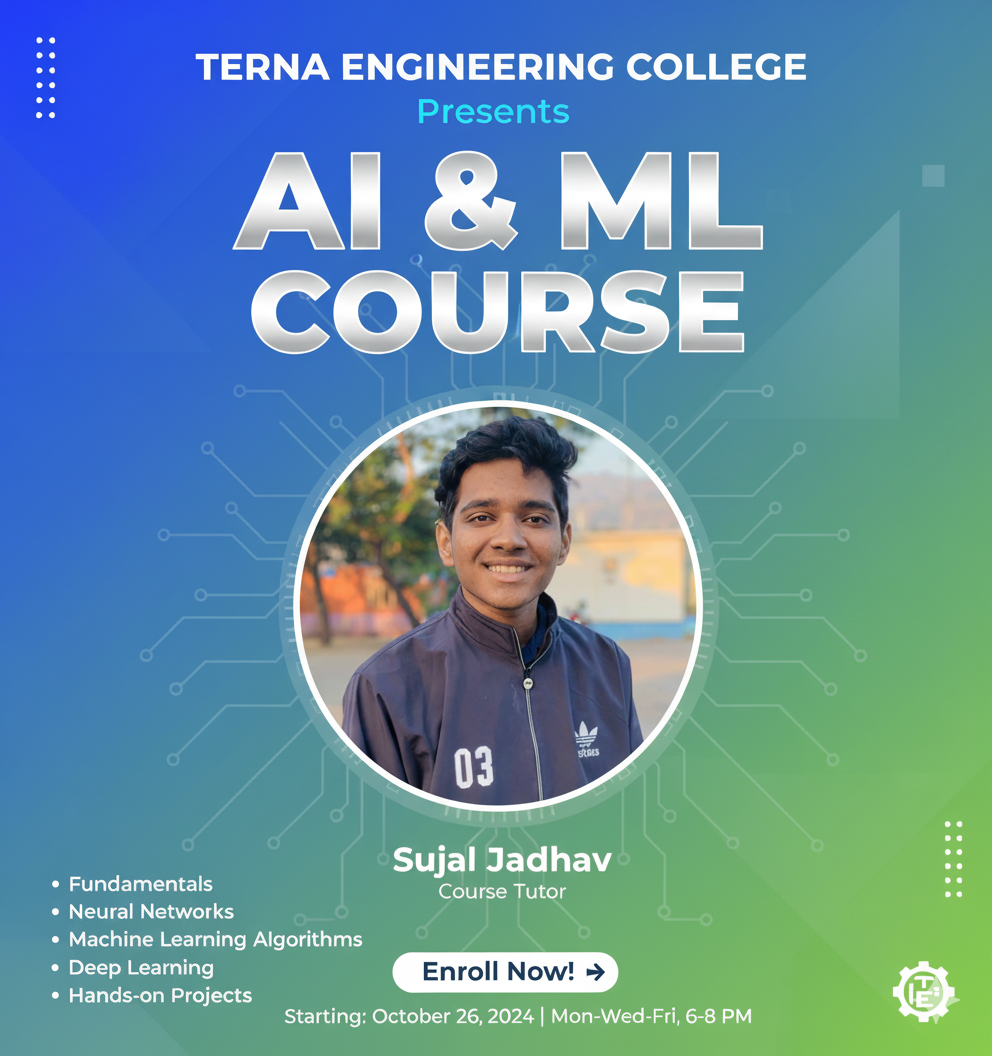 TERNA ENGINEERING COLLEGE
Presents
AI & ML
COURSE
03
Sujal Jadhav
Course Tutor
• Fundamentals
• Neural Networks
• Machine Learning Algorithms
• Deep Learning
• Hands-on Projects
Enroll Now! →
Starting: October 26, 2024 | Mon-Wed-Fri, 6-8 PM